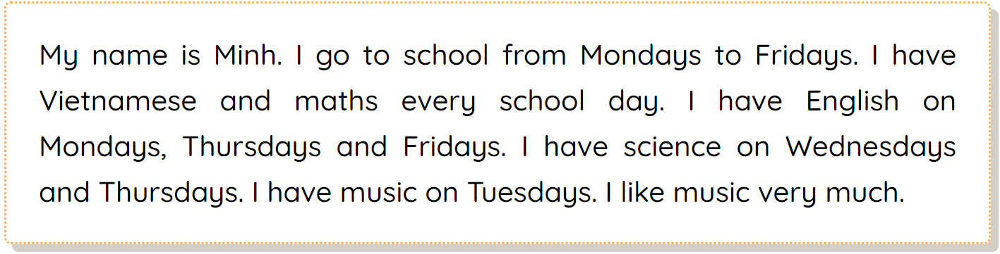 My name is Minh. I go to school from Mondays to Fridays. I have
Vietnamese and maths every school day. I have English on
Mondays, Thursdays and Fridays. I have science on Wednesdays
and Thursdays. I have music on Tuesdays. I like music very much.